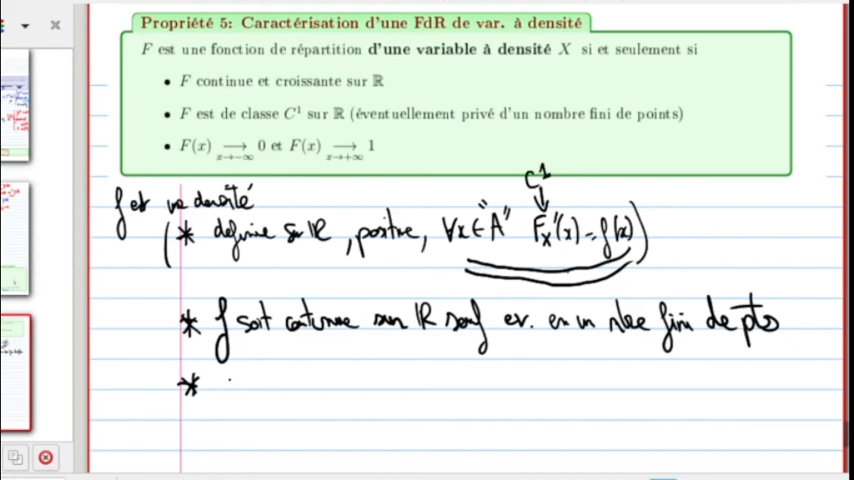 Propriété 5: Caractérisation d'une FdR de var. à densité
F est une fonction de répartition d'une variable à densité X si et seulement si
• F continue et croissante sur ℝ
• F est de classe C¹ sur ℝ (éventuellement privé d'un nombre fini de points)
• F(x) ⟶ 0 et F(x) ⟶ 1
x→−∞ x→+∞
C1
f est une densité
(* définie sur ℝ, positive, ∀x ∈ "A" F_X'(x) = f(x))
* f soit continue sur ℝ sauf ev. en un nbre fini de pts
*